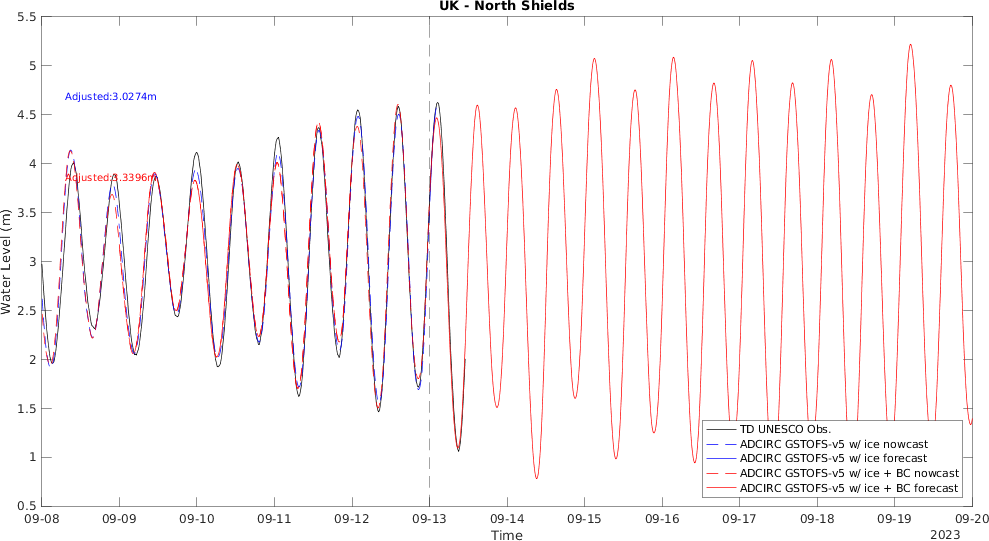 UK - North Shields
5.5
5
4.5
4
3.5
3
2.5
2
1.5
1
0.5
Water Level (m)
Adjusted:3.0274m
Adjusted:3.3396m
TD UNESCO Obs.
ADCIRC GSTOFS-v5 w/ ice nowcast
ADCIRC GSTOFS-v5 w/ ice forecast
ADCIRC GSTOFS-v5 w/ ice + BC nowcast
ADCIRC GSTOFS-v5 w/ ice + BC forecast
09-08 09-09 09-10 09-11 09-12 09-13 09-14 09-15 09-16 09-17 09-18 09-19 09-20
Time
2023